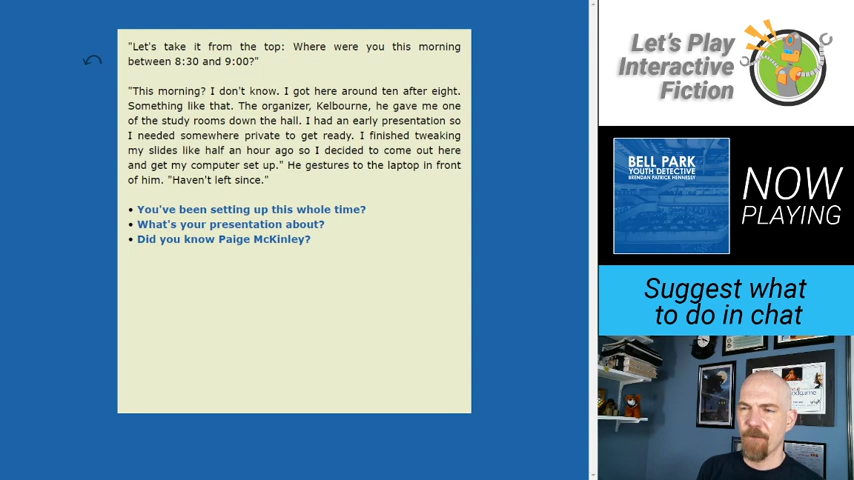 "Let's take it from the top: Where were you this morning
between 8:30 and 9:00?"
"This morning? I don't know. I got here around ten after eight.
Something like that. The organizer, Kelbourne, he gave me one
of the study rooms down the hall. I had an early presentation so
I needed somewhere private to get ready. I finished tweaking
my slides like half an hour ago so I decided to come out here
and get my computer set up." He gestures to the laptop in front
of him. "Haven't left since."
• You've been setting up this whole time?
• What's your presentation about?
• Did you know Paige McKinley?
Let's Play
Interactive
Fiction
BELL PARK
YOUTH DETECTIVE
BRENDAN PATRICK HENNESSY
NOW
PLAYING
Suggest what
to do in chat